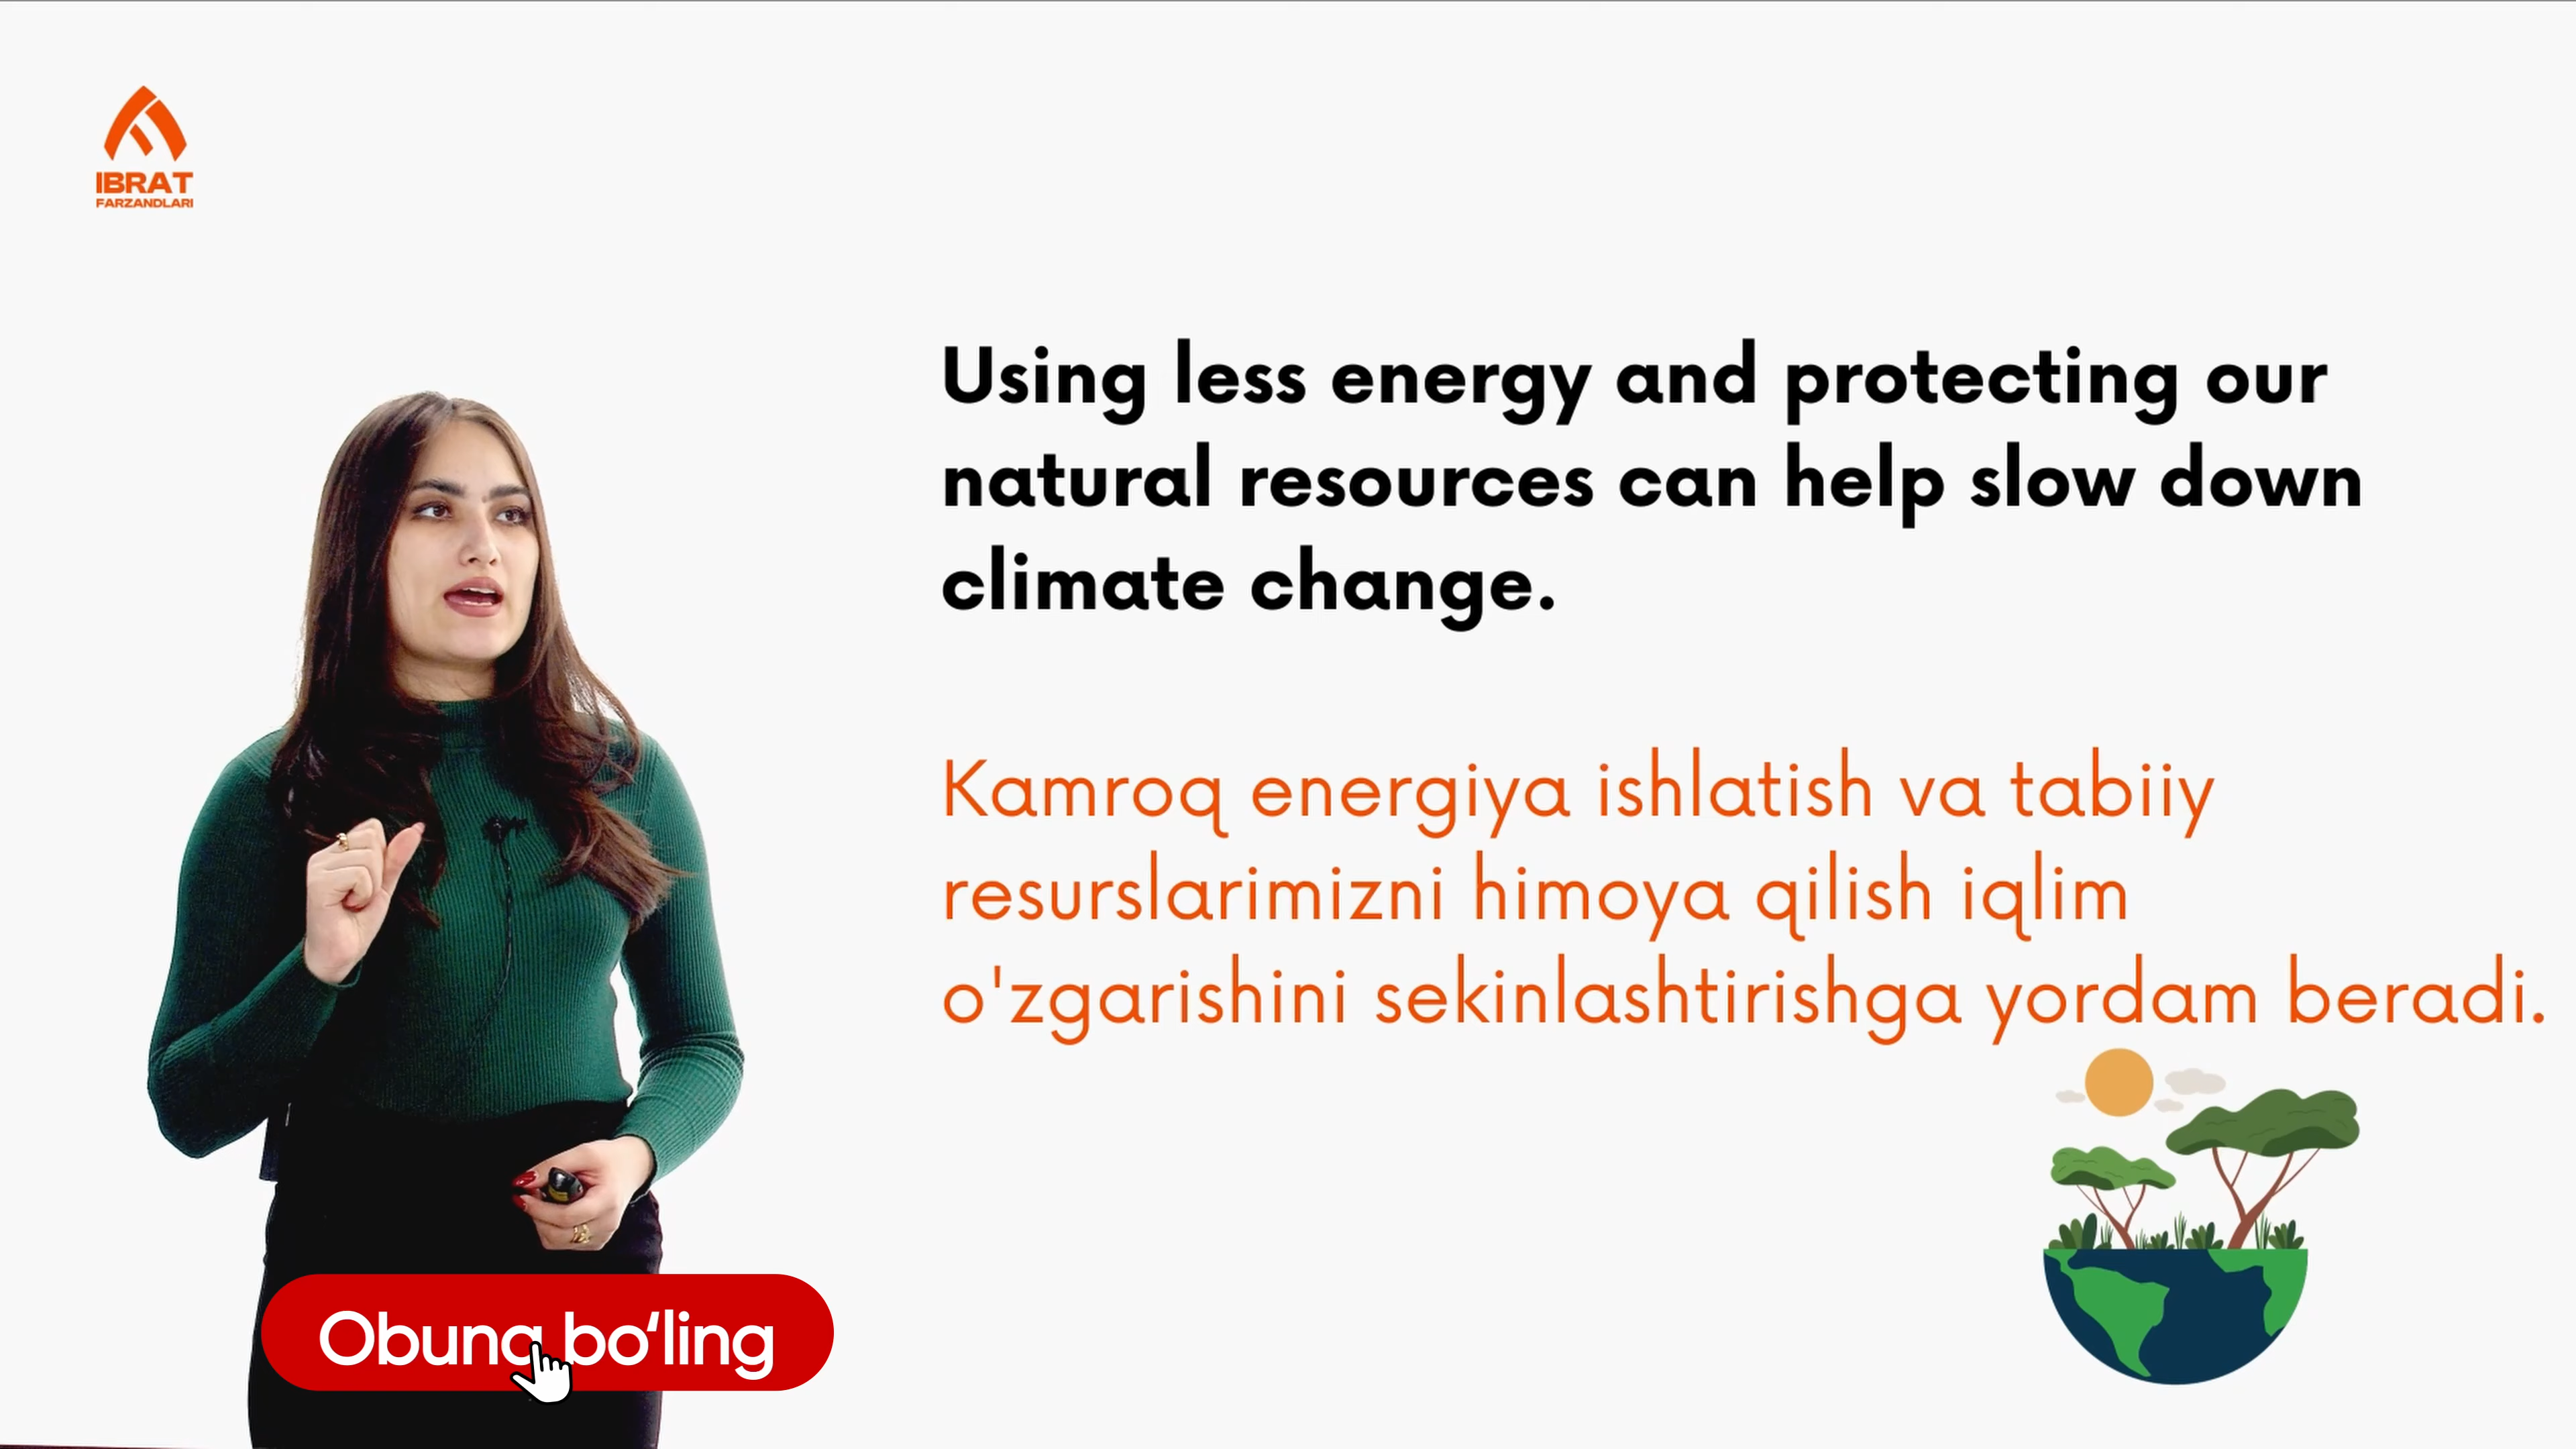 IBRAT
FARZANDLARI
Using less energy and protecting our
natural resources can help slow down
climate change.
Kamroq energiya ishlatish va tabiiy
resurslarimizni himoya qilish iqlim
o'zgarishini sekinlashtirishga yordam beradi.
Obuna bo‘ling